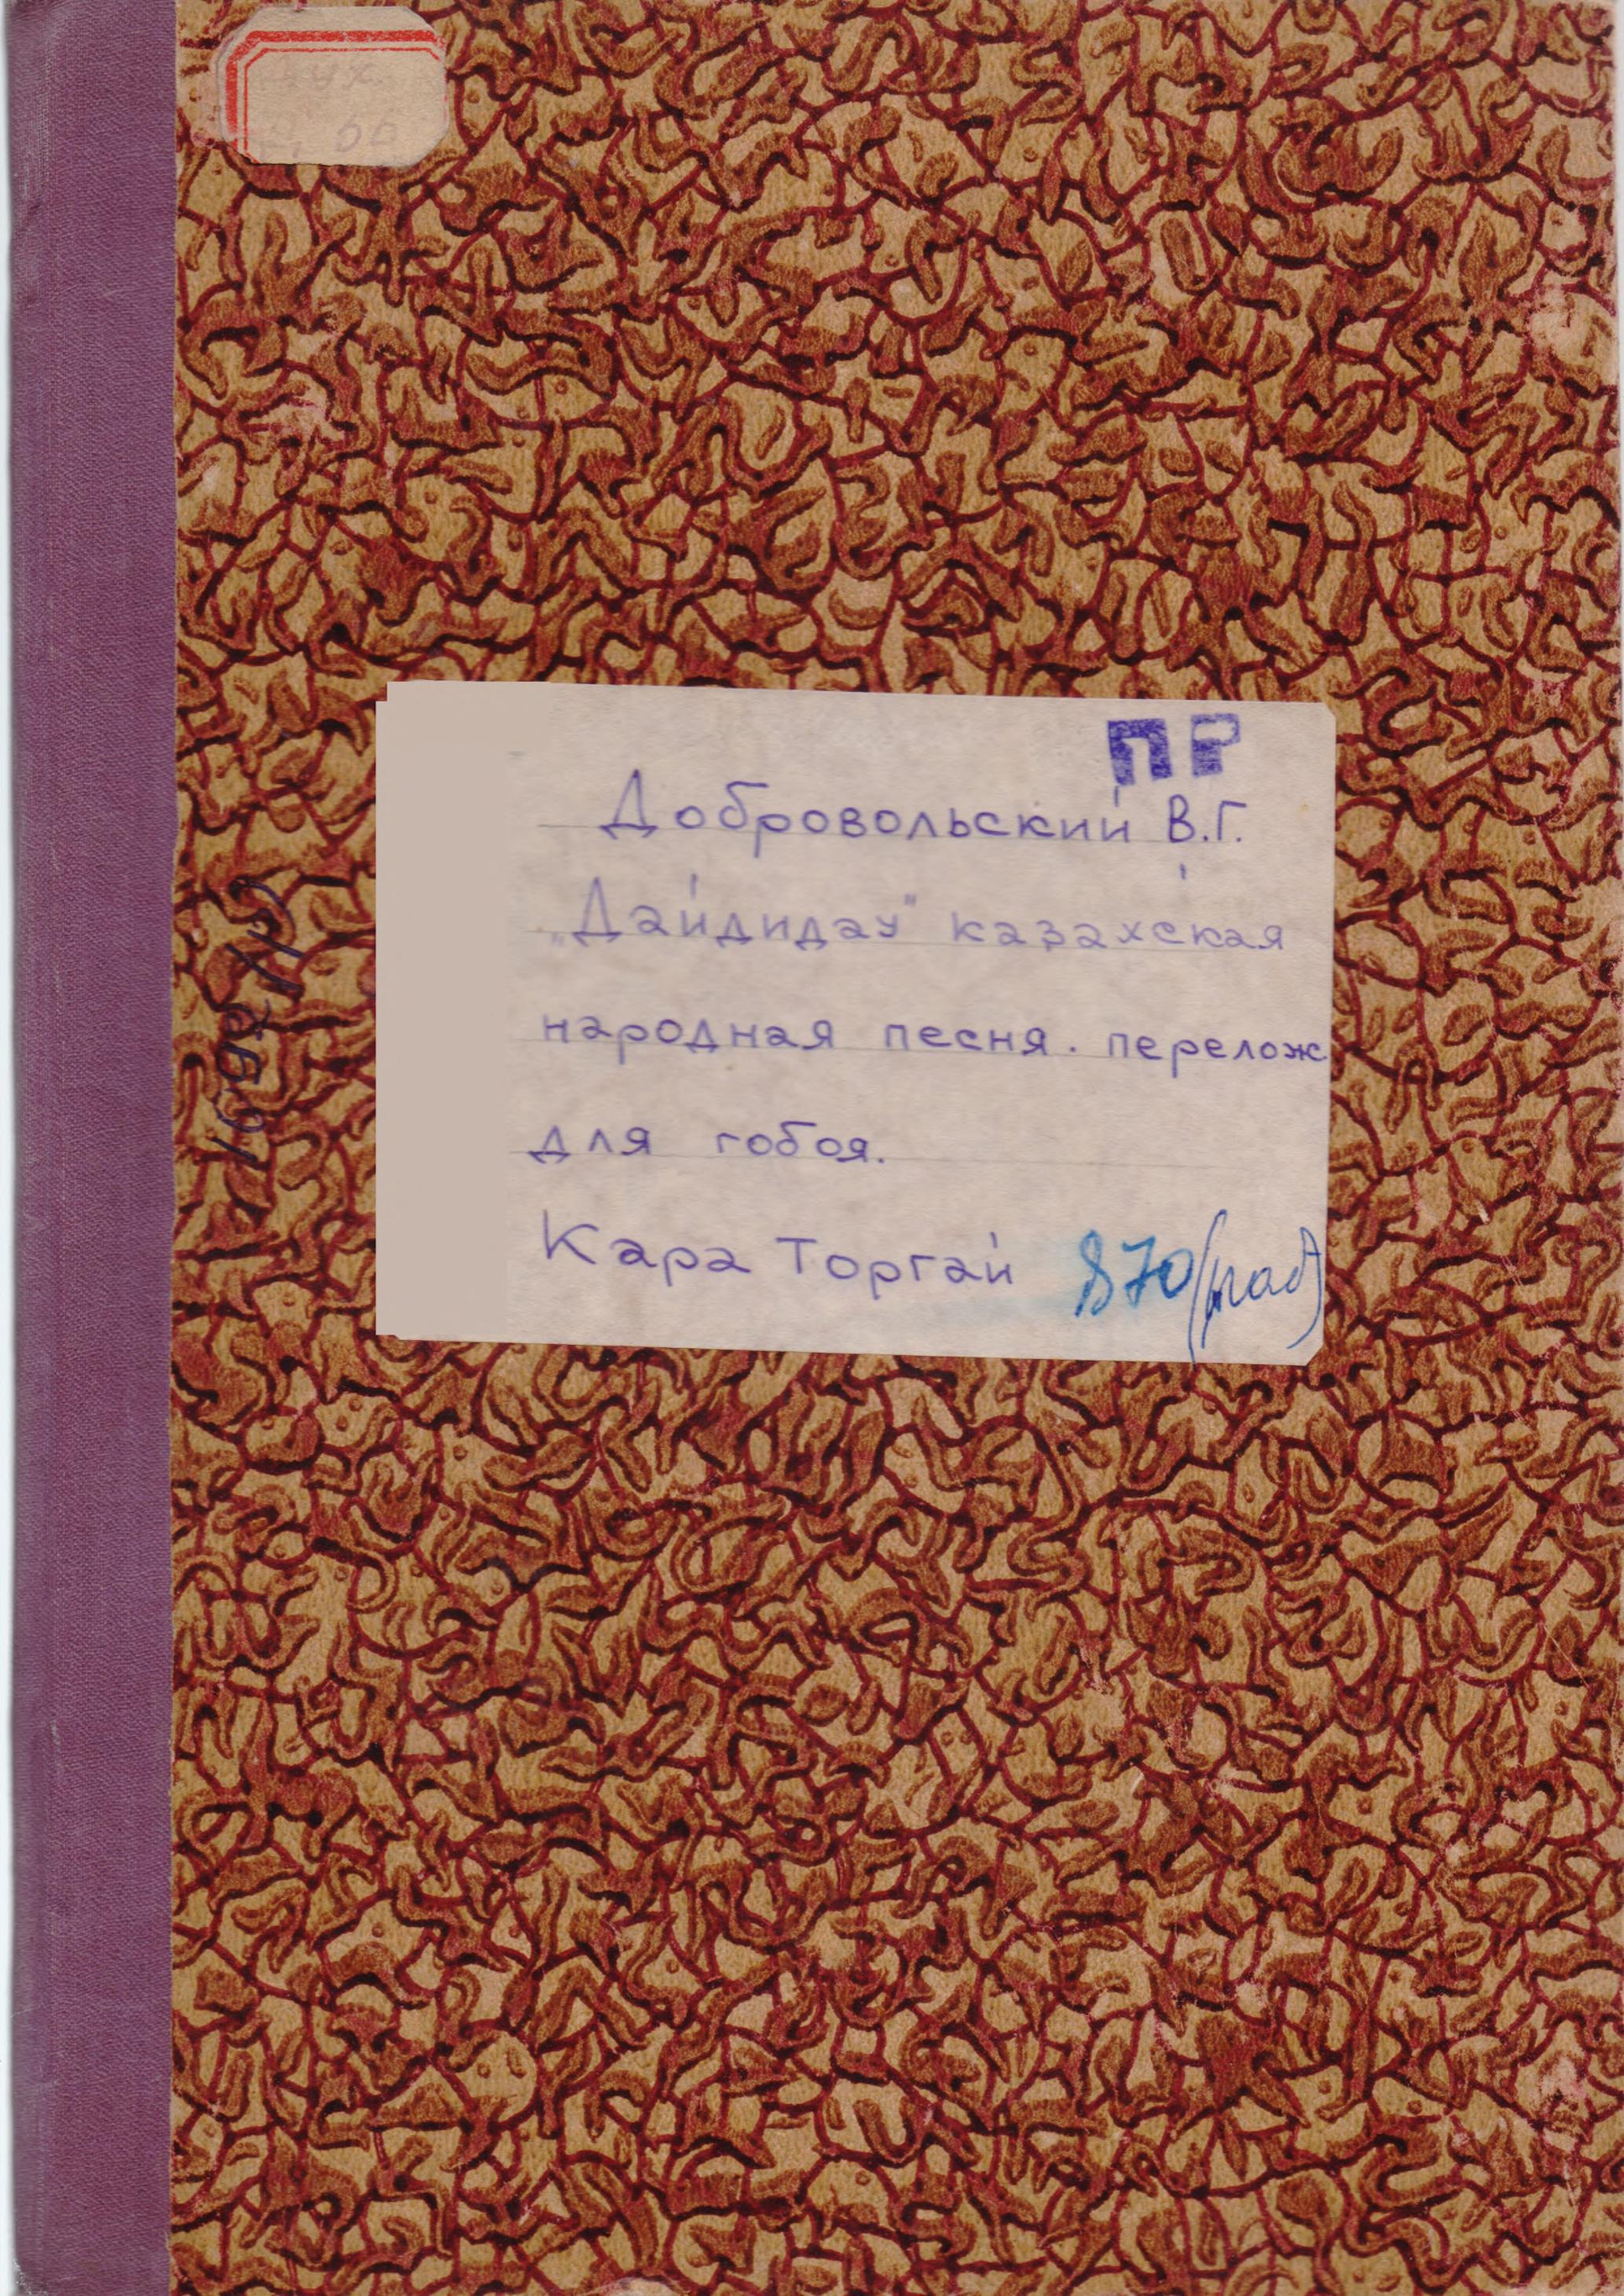 ПР
Добровольский В.Г.
„Дайдидау" казахская
народная песня. перелож.
для гобоя.
Кара Торгай 870